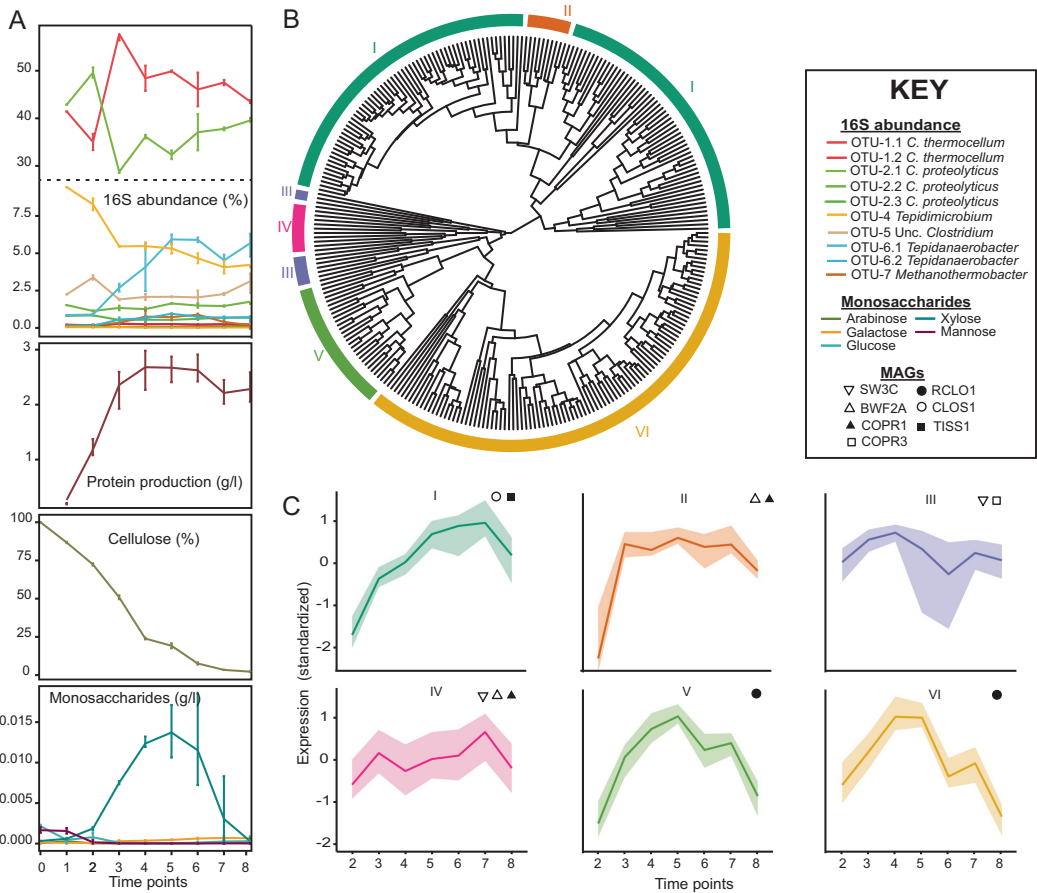 A
50
40
30
16S abundance (%)
7.5
5.0
2.5
0.0
3
2
1
Protein production (g/l)
100
75
50
25
0
Cellulose (%)
Monosaccharides (g/l)
0.015
0.010
0.005
0.000
0 1 2 3 4 5 6 7 8
Time points
B
I
II
I
III
IV
III
V
VI
KEY
16S abundance
OTU-1.1 C. thermocellum
OTU-1.2 C. thermocellum
OTU-2.1 C. proteolyticus
OTU-2.2 C. proteolyticus
OTU-2.3 C. proteolyticus
OTU-4 Tepidimicrobium
OTU-5 Unc. Clostridium
OTU-6.1 Tepidanaerobacter
OTU-6.2 Tepidanaerobacter
OTU-7 Methanothermobacter
Monosaccharides
Arabinose Xylose
Galactose Mannose
Glucose
MAGs
SW3C RCLO1
BWF2A CLOS1
COPR1 TISS1
COPR3
C
I
II
III
1
0
−1
−2
Expression (standardized)
IV
V
VI
1
0
−1
−2
2 3 4 5 6 7 8
2 3 4 5 6 7 8
2 3 4 5 6 7 8
Time points